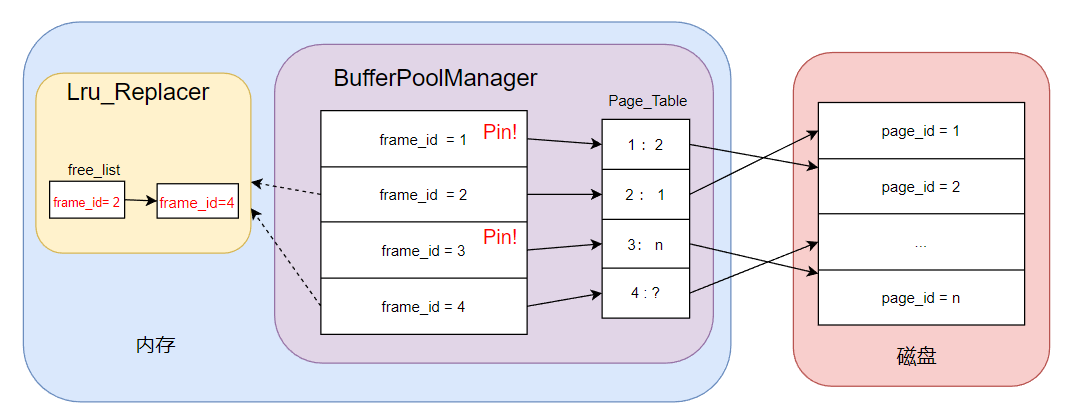 Lru_Replacer
free_list
frame_id= 2
frame_id=4
BufferPoolManager
frame_id = 1
Pin!
frame_id = 2
Pin!
frame_id = 3
frame_id = 4
Page_Table
1 : 2
2 : 1
3: n
4 : ?
内存
page_id = 1
page_id = 2
...
page_id = n
磁盘